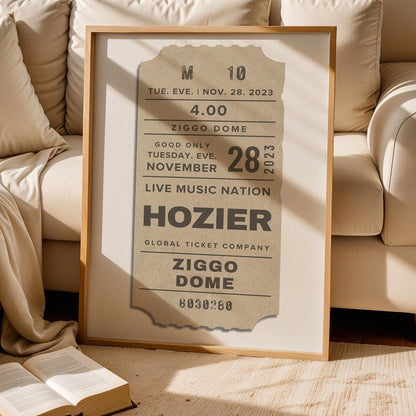 M 10
TUE. EVE. | NOV. 28. 2023
4.00
ZIGGO DOME
GOOD ONLY
TUESDAY. EVE.
NOVEMBER
28
2023
LIVE MUSIC NATION
HOZIER
GLOBAL TICKET COMPANY
ZIGGO
DOME
8030280